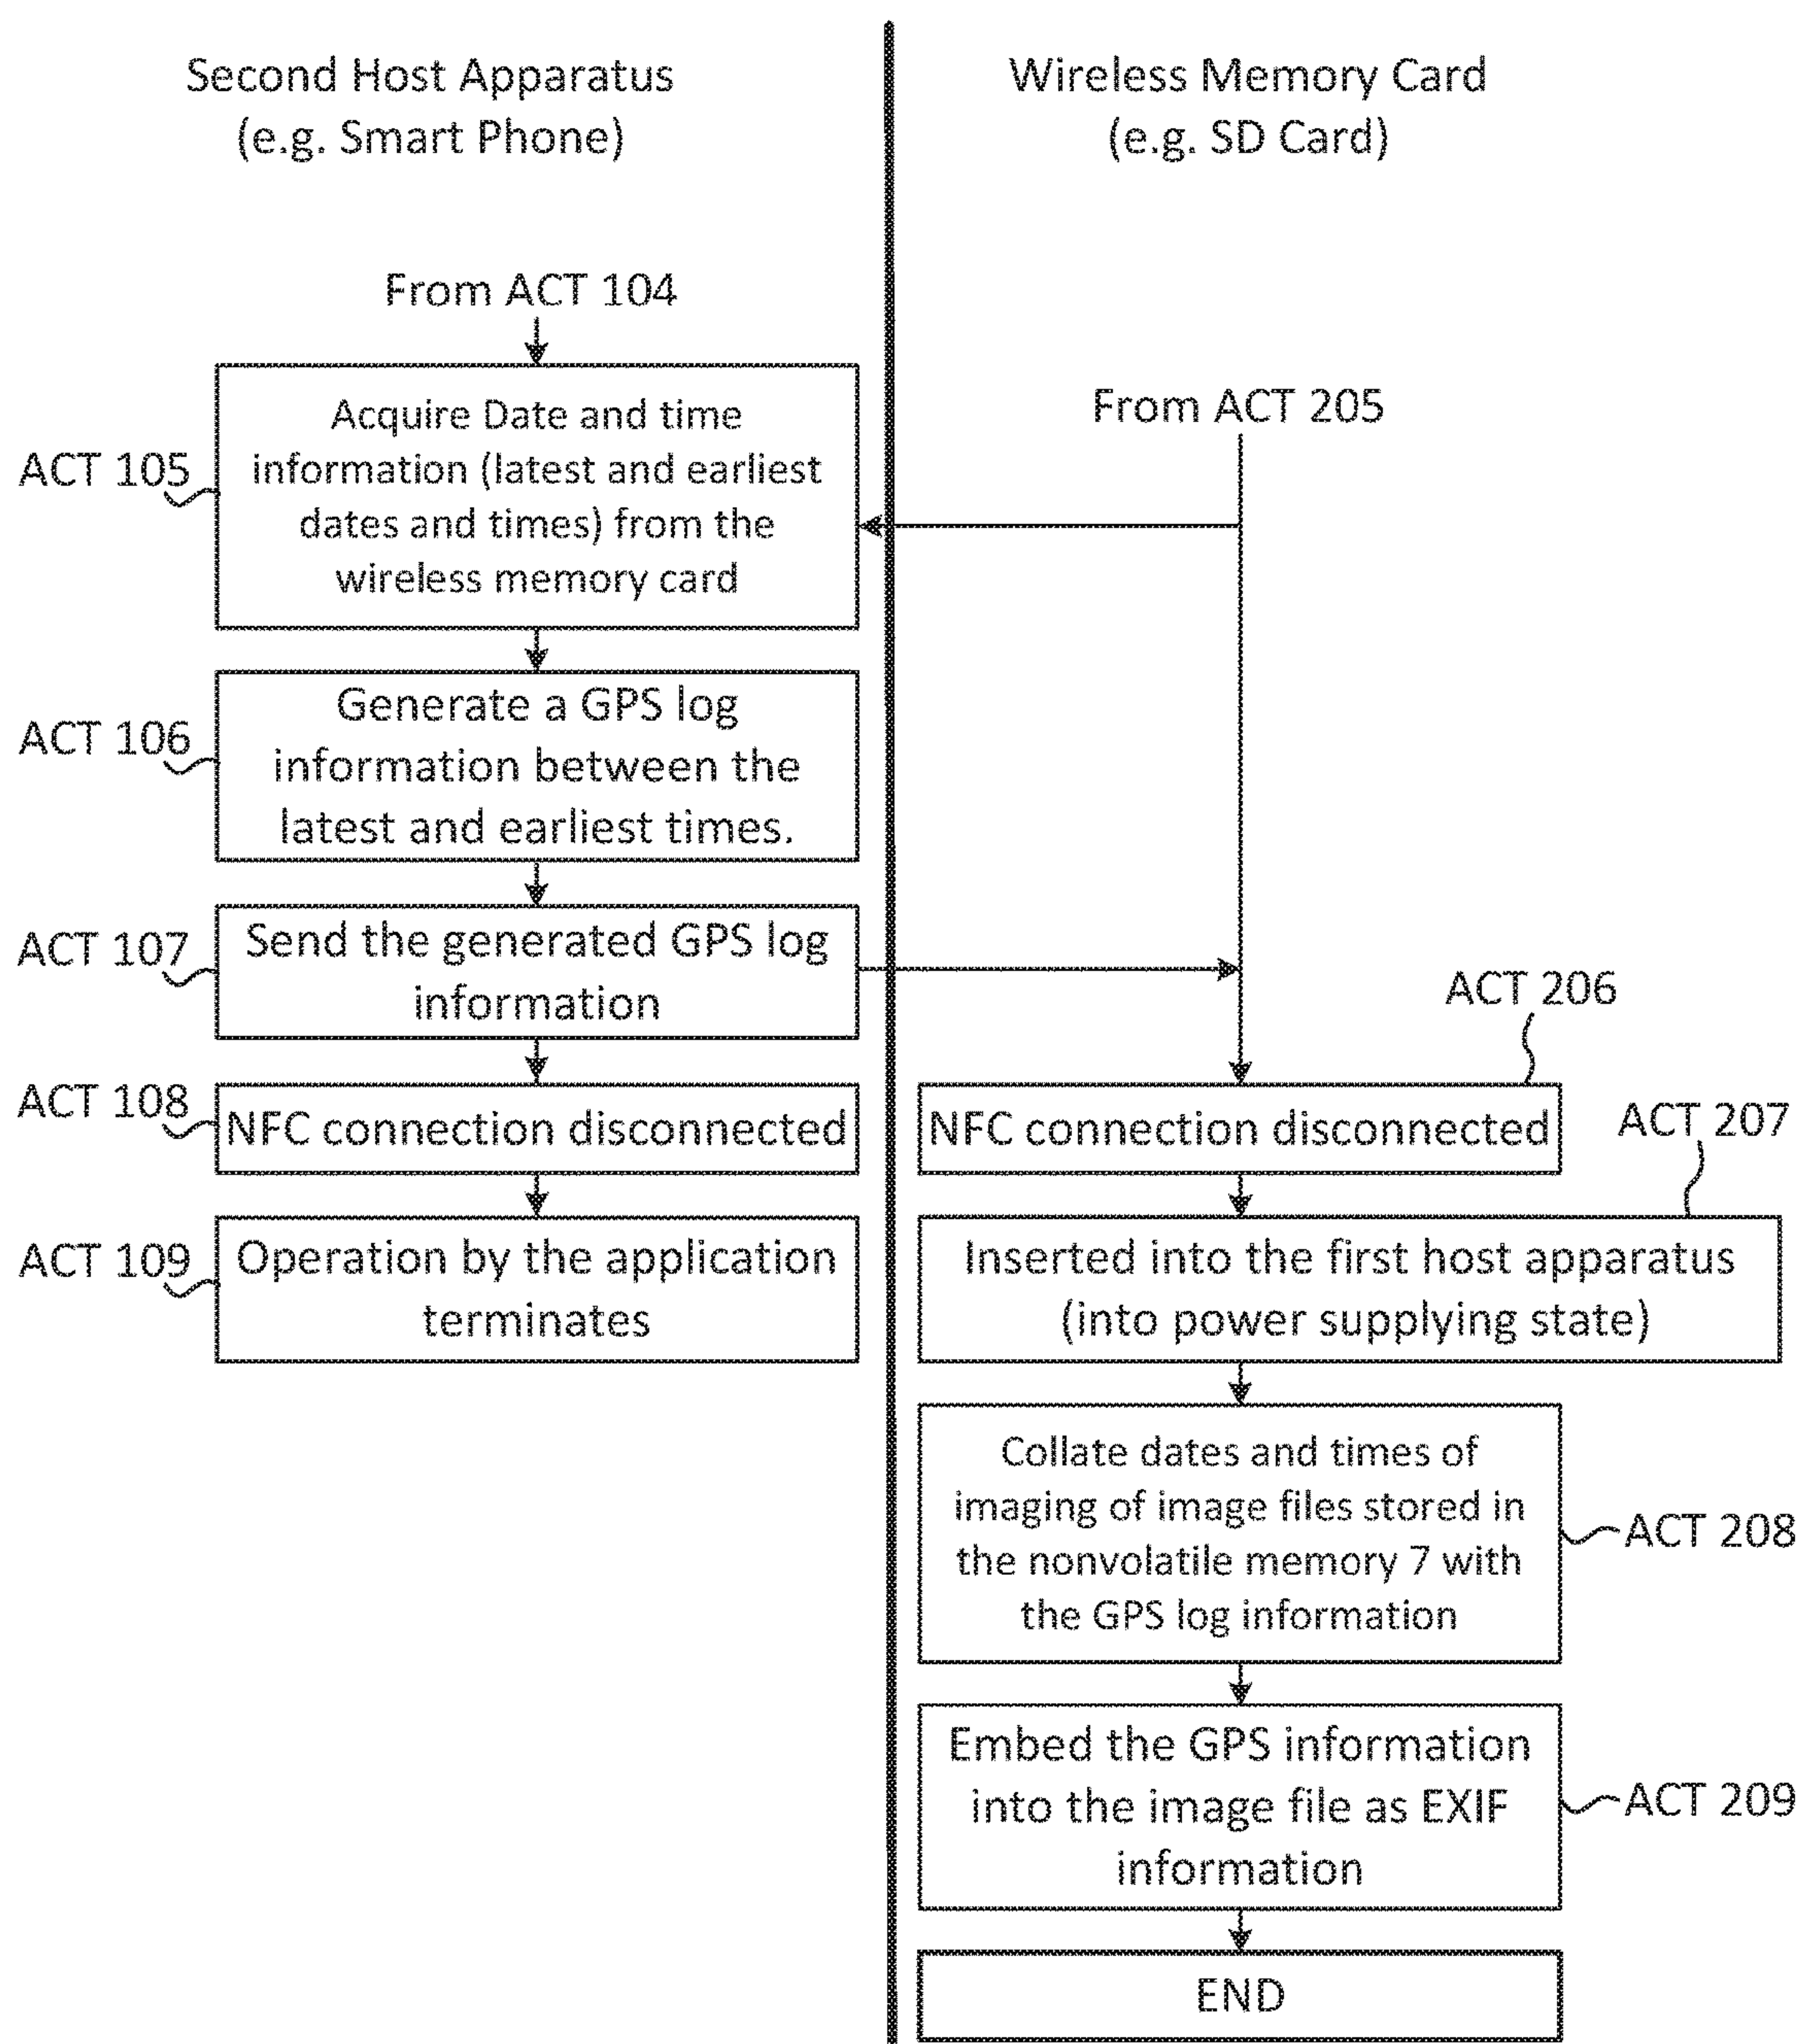 Second Host Apparatus
(e.g. Smart Phone)
Wireless Memory Card
(e.g. SD Card)
From ACT 104
ACT 105
Acquire Date and time
information (latest and earliest
dates and times) from the
wireless memory card
From ACT 205
ACT 106
Generate a GPS log
information between the
latest and earliest times.
ACT 107
Send the generated GPS log
information
ACT 206
ACT 108
NFC connection disconnected
NFC connection disconnected
ACT 207
ACT 109
Operation by the application
terminates
Inserted into the first host apparatus
(into power supplying state)
Collate dates and times of
imaging of image files stored in
the nonvolatile memory 7 with
the GPS log information
ACT 208
Embed the GPS information
into the image file as EXIF
information
ACT 209
END